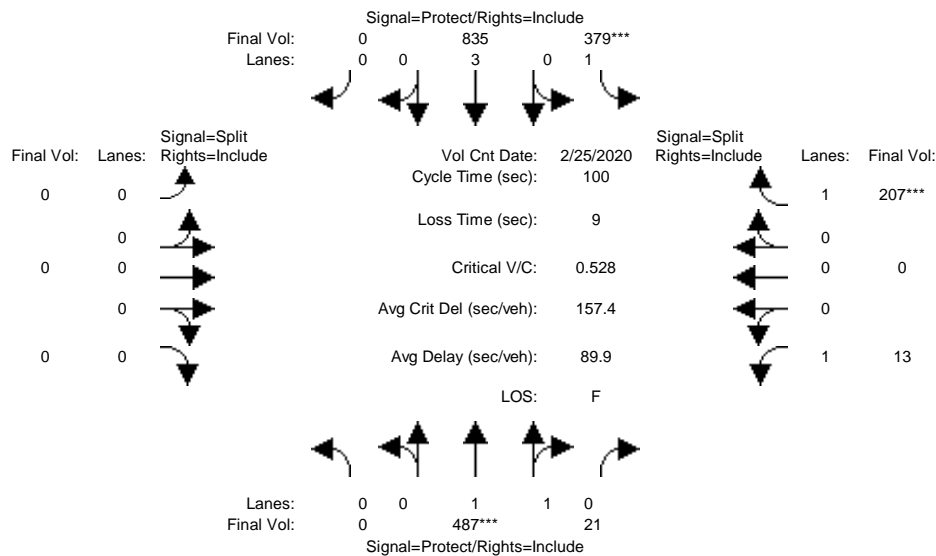 Signal=Protect/Rights=Include
Final Vol: 0 835 379***
Lanes: 0 0 3 0 1
Signal=Split Signal=Split
Final Vol: Lanes: Rights=Include Vol Cnt Date: 2/25/2020 Rights=Include Lanes: Final Vol:
Cycle Time (sec): 100
0 0 1 207***
Loss Time (sec): 9
0 0
0 0 Critical V/C: 0.528 0 0
0 Avg Crit Del (sec/veh): 157.4 0
0 0 Avg Delay (sec/veh): 89.9 1 13
LOS: F
Lanes: 0 0 1 1 0
Final Vol: 0 487*** 21
Signal=Protect/Rights=Include